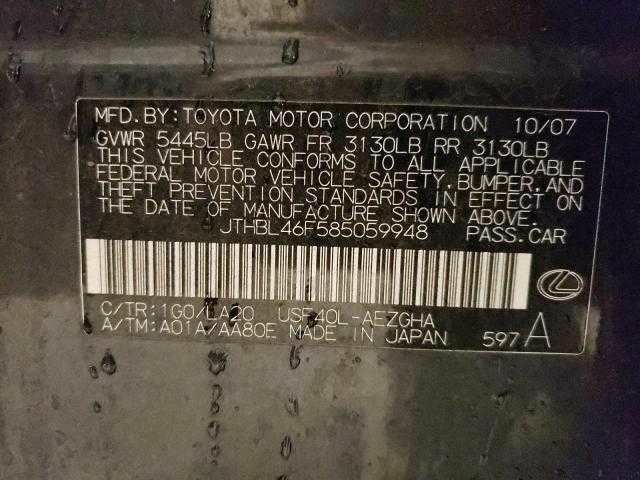 MFD.BY:TOYOTA MOTOR CORPORATION 10/07
GVWR 5445LB GAWR FR 3130LB RR 3130LB
THIS VEHICLE CONFORMS TO ALL APPLICABLE
FEDERAL MOTOR VEHICLE SAFETY,BUMPER,AND
THEFT PREVENTION STANDARDS IN EFFECT ON
THE DATE OF MANUFACTURE SHOWN ABOVE.
JTHBL46F585059948 PASS.CAR
C/TR:1G0/LA20 USF40L-AEZGHA
A/TM:A01A/AA80E MADE IN JAPAN 597A